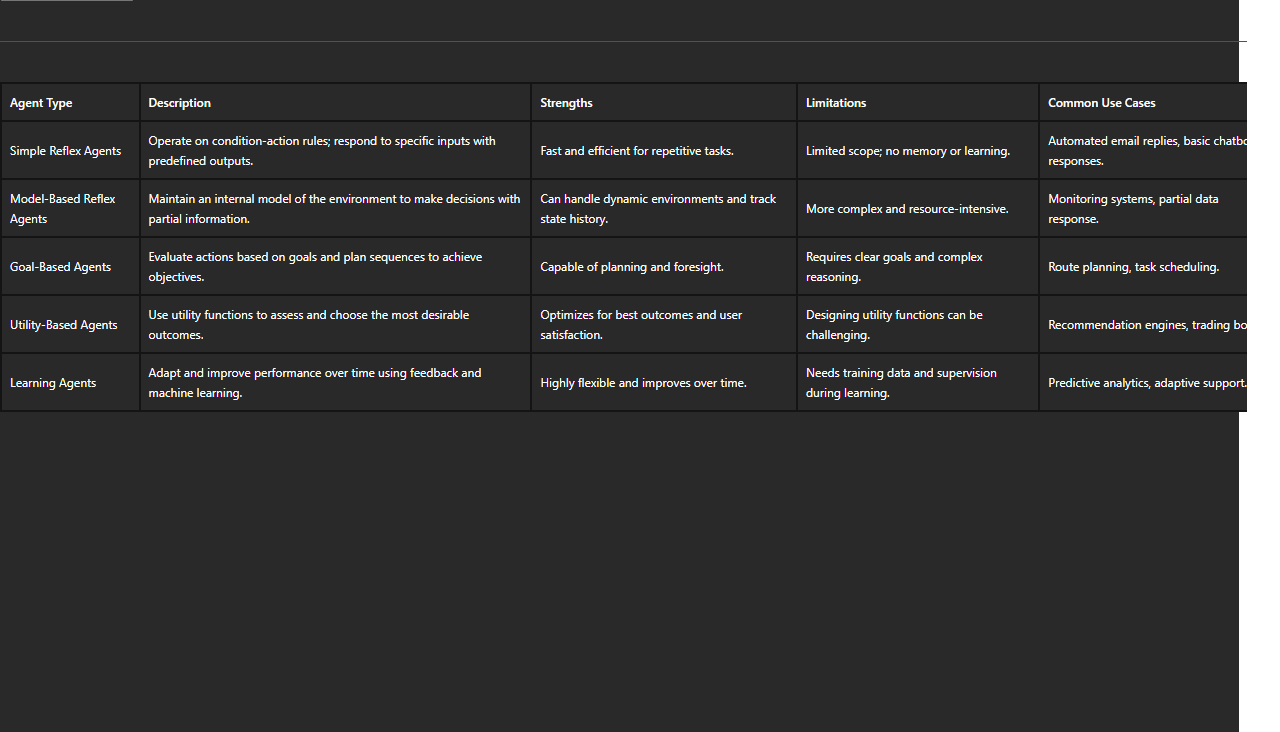 Agent Type Description Strengths Limitations Common Use Cases
Simple Reflex Agents
Operate on condition-action rules; respond to specific inputs with
predefined outputs.
Fast and efficient for repetitive tasks.
Limited scope; no memory or learning.
Automated email replies, basic
responses.
Model-Based Reflex
Agents
Maintain an internal model of the environment to make decisions with
partial information.
Can handle dynamic environments and track
state history.
More complex and resource-intensive.
Monitoring systems, partial data
response.
Goal-Based Agents
Evaluate actions based on goals and plan sequences to achieve
objectives.
Capable of planning and foresight.
Requires clear goals and complex
reasoning.
Route planning, task scheduling.
Utility-Based Agents
Use utility functions to assess and choose the most desirable
outcomes.
Optimizes for best outcomes and user
satisfaction.
Designing utility functions can be
challenging.
Recommendation engines, trading
Learning Agents
Adapt and improve performance over time using feedback and
machine learning.
Highly flexible and improves over time.
Needs training data and supervision
during learning.
Predictive analytics, adaptive support.